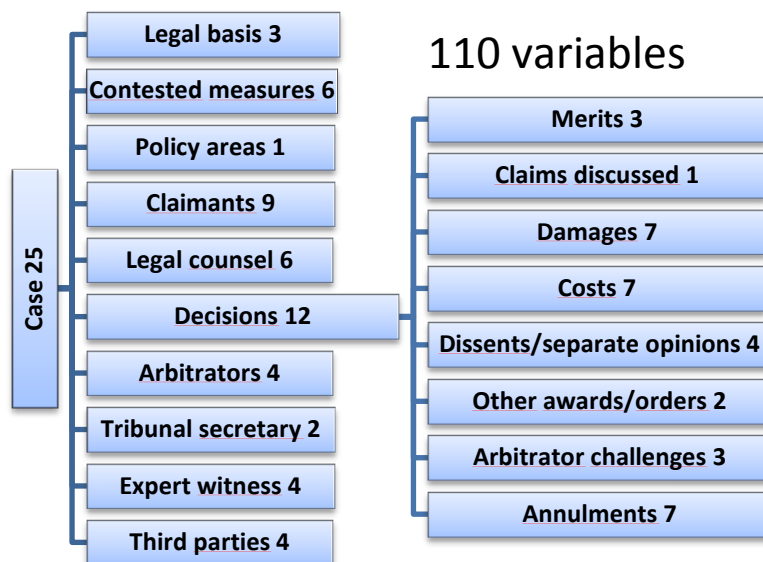 110 variables
Case 25
Legal basis 3
Contested measures 6
Policy areas 1
Claimants 9
Legal counsel 6
Decisions 12
Arbitrators 4
Tribunal secretary 2
Expert witness 4
Third parties 4
Merits 3
Claims discussed 1
Damages 7
Costs 7
Dissents/separate opinions 4
Other awards/orders 2
Arbitrator challenges 3
Annulments 7